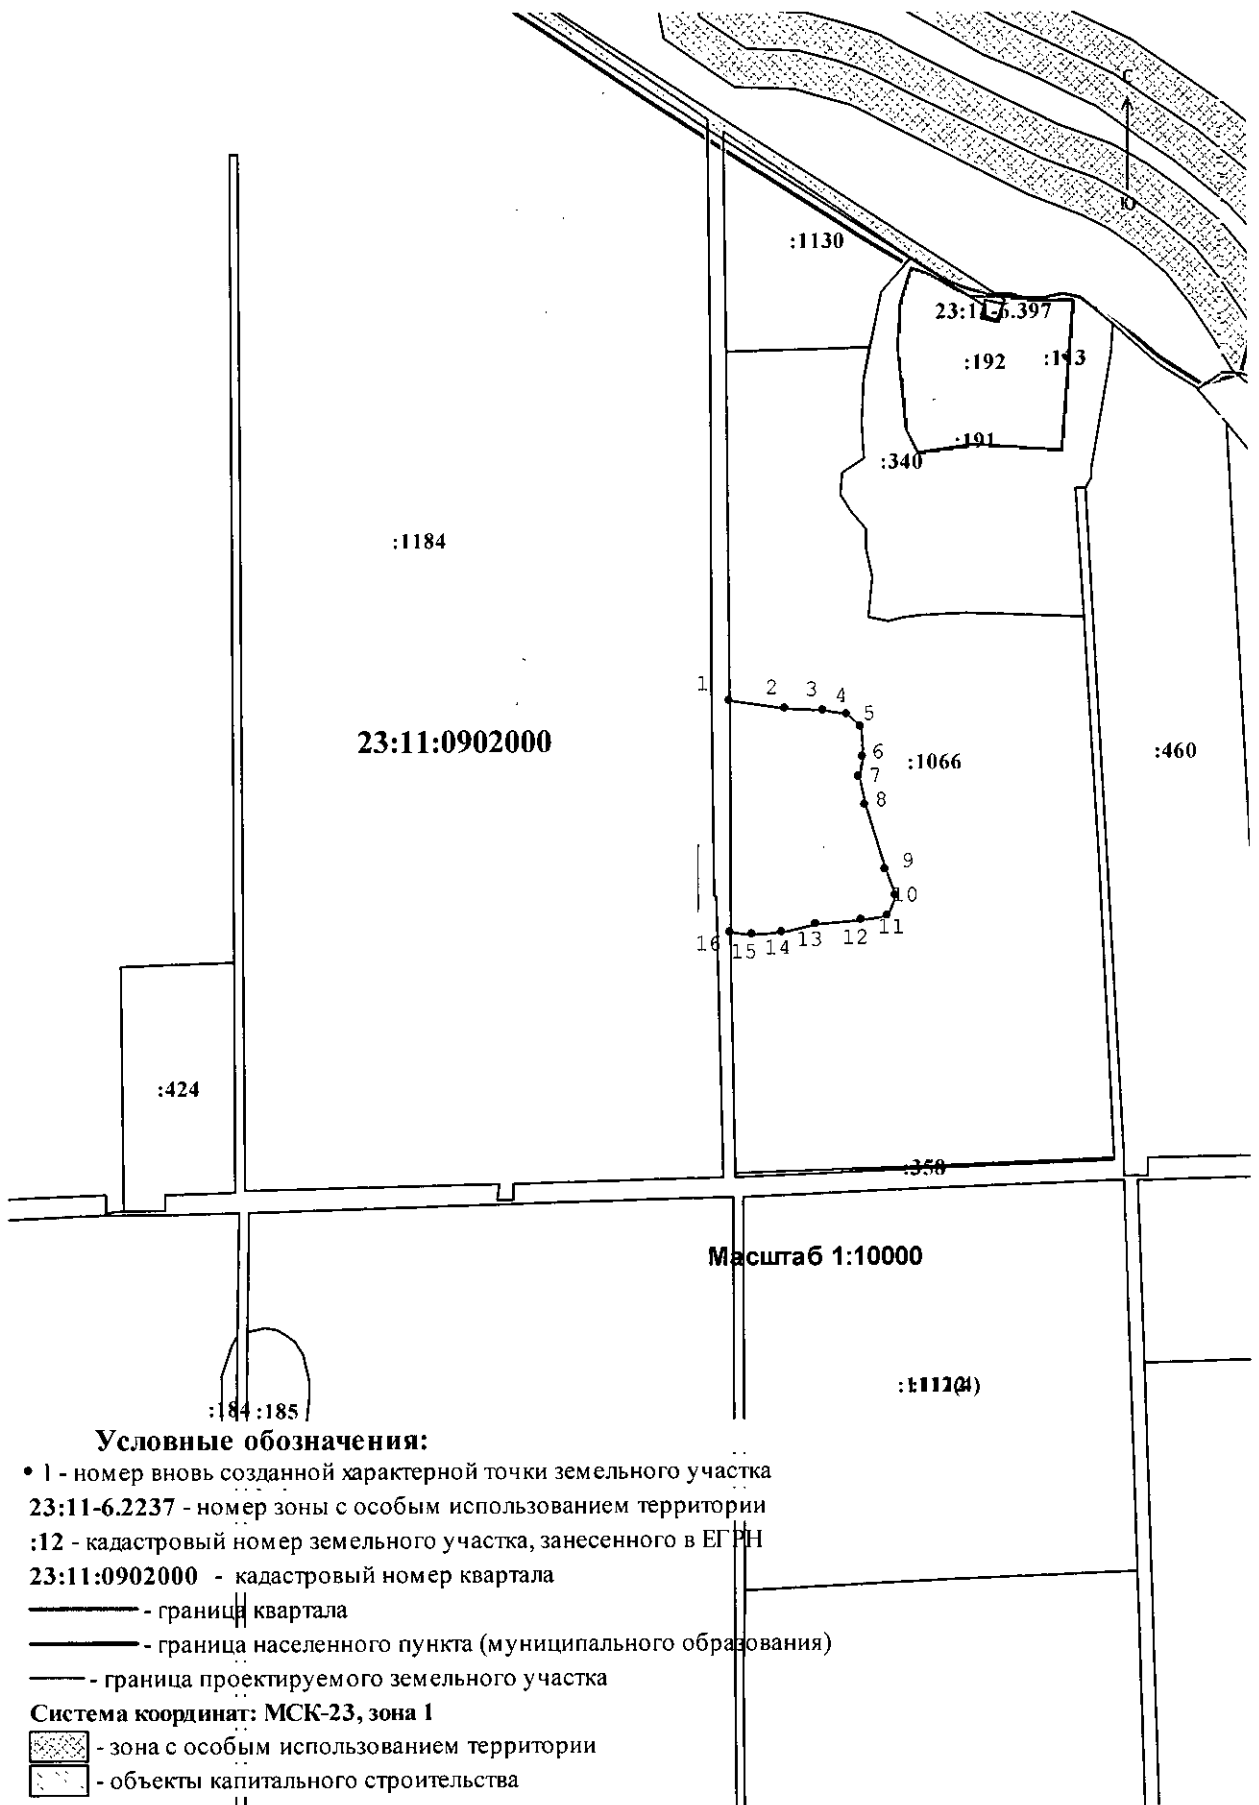 С
Ю
:1130
23:11-6.397
:192
:191
:340
:1184
1
2
3
4
5
6
7
8
9
10
11
12
13
14
15
16
23:11:0902000
:1066
:460
:424
:358
Масштаб 1:10000
:184 :185
Условные обозначения:
• 1 - номер вновь созданной характерной точки земельного участка
23:11-6.2237 - номер зоны с особым использованием территории
:12 - кадастровый номер земельного участка, занесенного в ЕГРН
23:11:0902000 - кадастровый номер квартала
- граница квартала
- граница населенного пункта (муниципального образования)
- граница проектируемого земельного участка
Система координат: МСК-23, зона 1
- зона с особым использованием территории
- объекты капитального строительства